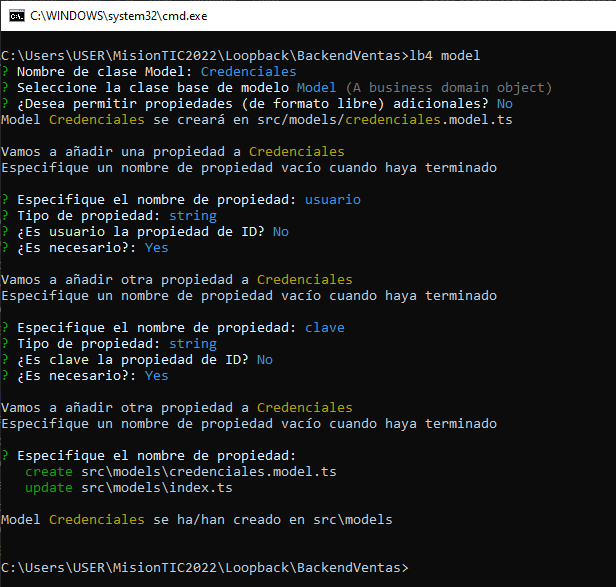 C:\WINDOWS\system32\cmd.exe
C:\Users\USER\MisionTIC2022\Loopback\BackendVentas>lb4 model
? Nombre de clase Model: Credenciales
? Seleccione la clase base de modelo Model (A business domain object)
? ¿Desea permitir propiedades (de formato libre) adicionales? No
Model Credenciales se creará en src/models/credenciales.model.ts
Vamos a añadir una propiedad a Credenciales
Especifique un nombre de propiedad vacío cuando haya terminado
? Especifique el nombre de propiedad: usuario
? Tipo de propiedad: string
? ¿Es usuario la propiedad de ID? No
? ¿Es necesario?: Yes
Vamos a añadir otra propiedad a Credenciales
Especifique un nombre de propiedad vacío cuando haya terminado
? Especifique el nombre de propiedad: clave
? Tipo de propiedad: string
? ¿Es clave la propiedad de ID? No
? ¿Es necesario?: Yes
Vamos a añadir otra propiedad a Credenciales
Especifique un nombre de propiedad vacío cuando haya terminado
? Especifique el nombre de propiedad:
create src\models\credenciales.model.ts
update src\models\index.ts
Model Credenciales se ha/han creado en src\models
C:\Users\USER\MisionTIC2022\Loopback\BackendVentas>